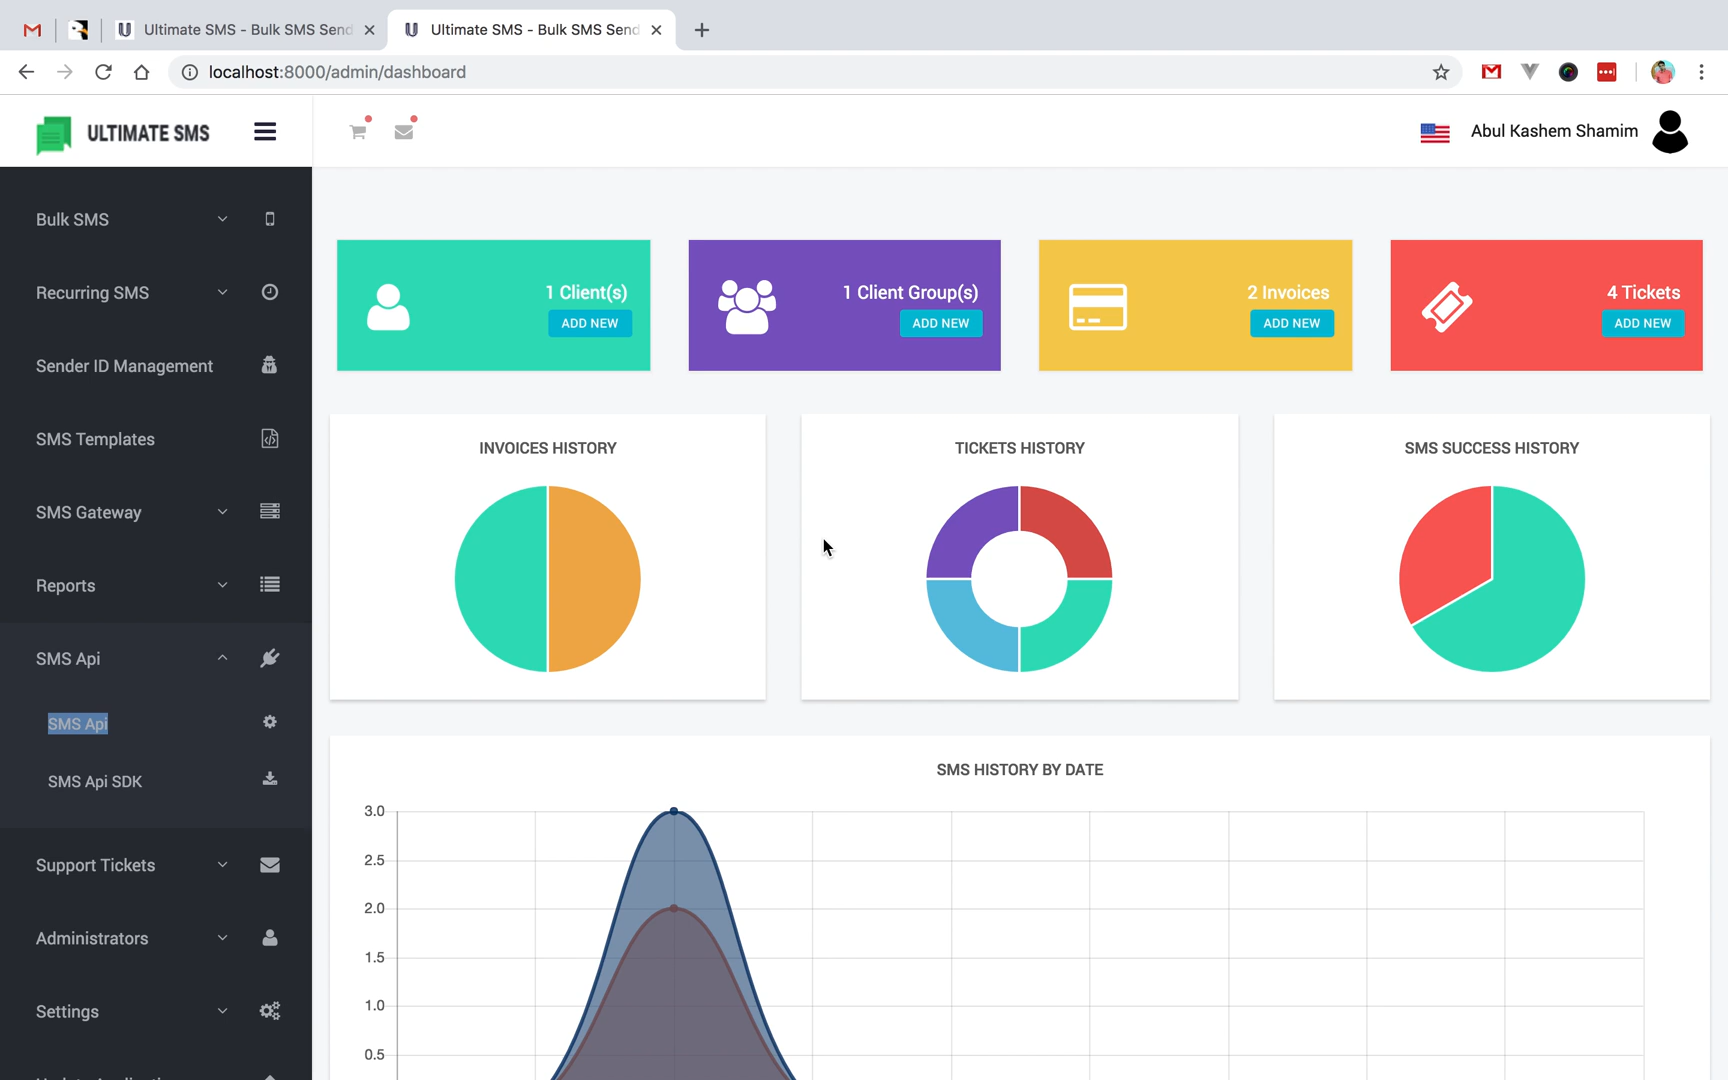 Ultimate SMS - Bulk SMS Send
Ultimate SMS - Bulk SMS Send
localhost:8000/admin/dashboard
ULTIMATE SMS
Abul Kashem Shamim
Bulk SMS
Recurring SMS
Sender ID Management
SMS Templates
SMS Gateway
Reports
SMS Api
SMS Api
SMS Api SDK
Support Tickets
Administrators
Settings
1 Client(s)
ADD NEW
1 Client Group(s)
ADD NEW
2 Invoices
ADD NEW
4 Tickets
ADD NEW
INVOICES HISTORY
TICKETS HISTORY
SMS SUCCESS HISTORY
SMS HISTORY BY DATE
3.0
2.5
2.0
1.5
1.0
0.5